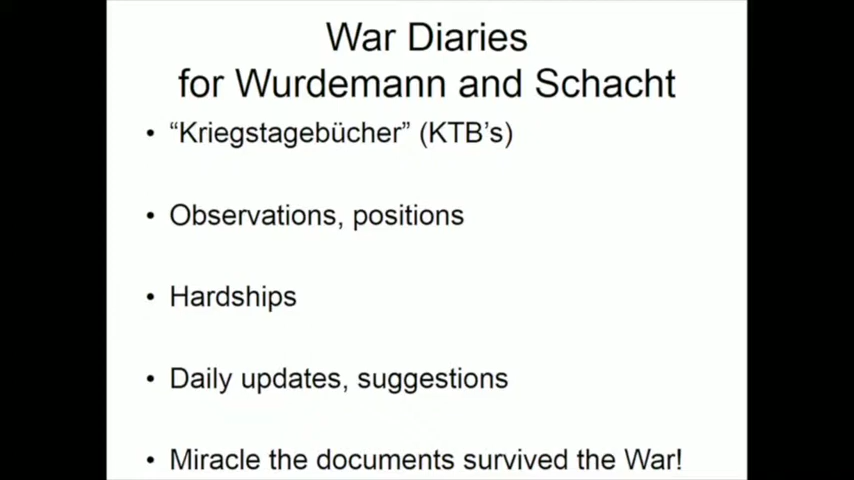 War Diaries
for Wurdemann and Schacht
• “Kriegstagebücher” (KTB’s)
• Observations, positions
• Hardships
• Daily updates, suggestions
• Miracle the documents survived the War!